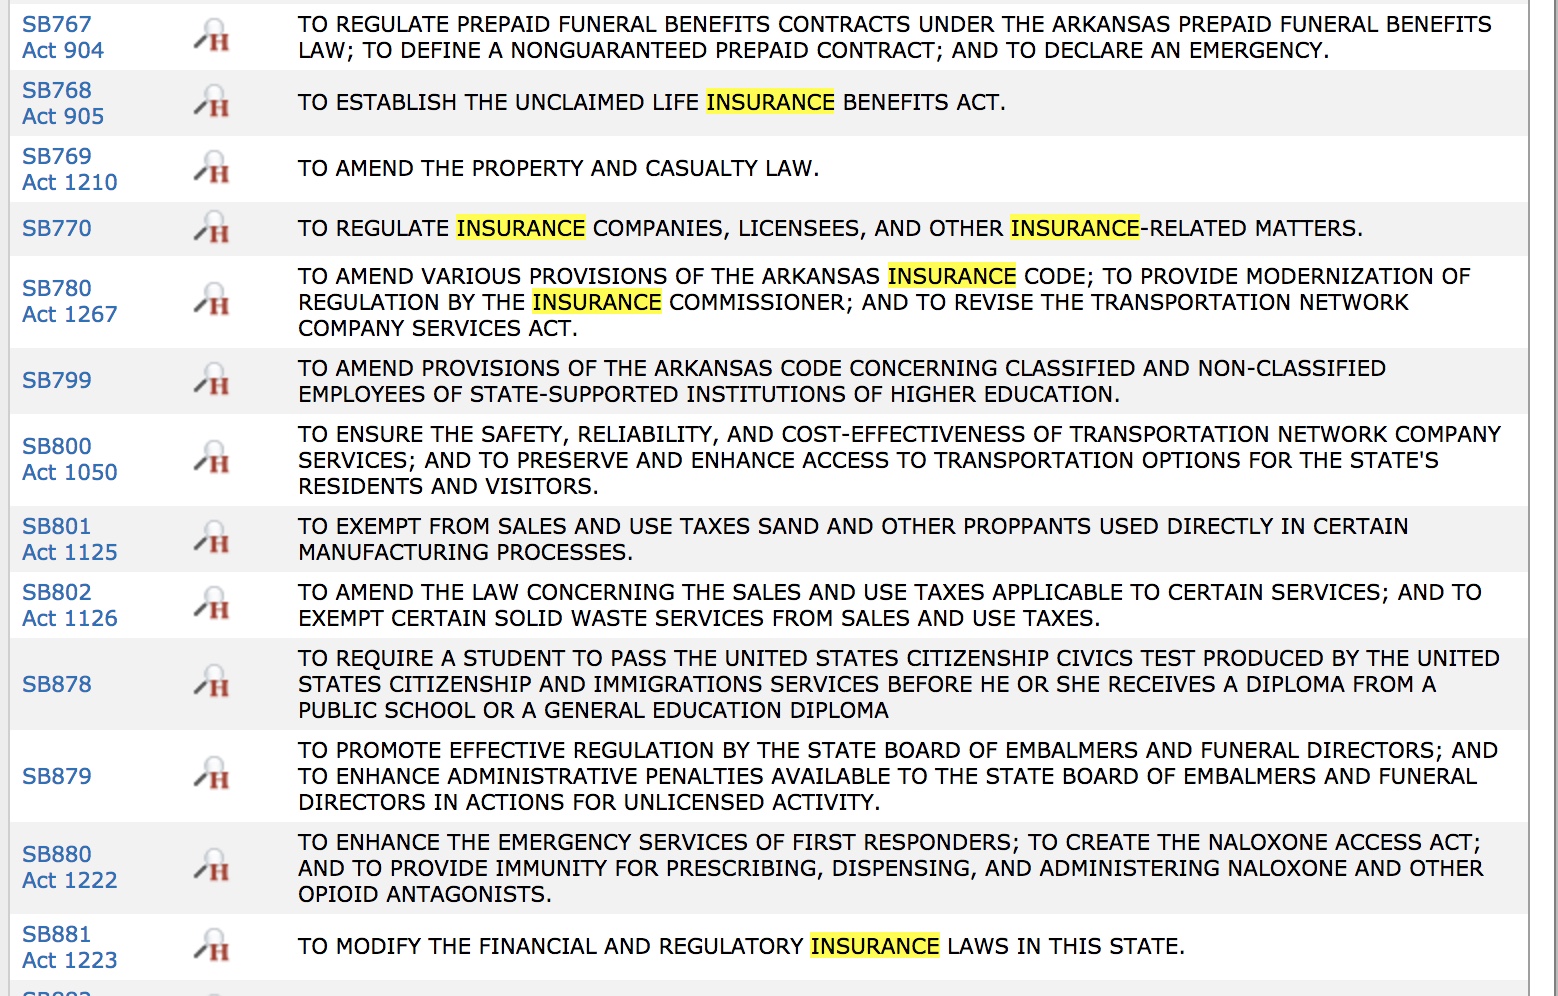 SB767
Act 904
TO REGULATE PREPAID FUNERAL BENEFITS CONTRACTS UNDER THE ARKANSAS PREPAID FUNERAL BENEFITS
LAW; TO DEFINE A NONGUARANTEED PREPAID CONTRACT; AND TO DECLARE AN EMERGENCY.
SB768
Act 905
TO ESTABLISH THE UNCLAIMED LIFE INSURANCE BENEFITS ACT.
SB769
Act 1210
TO AMEND THE PROPERTY AND CASUALTY LAW.
SB770
TO REGULATE INSURANCE COMPANIES, LICENSEES, AND OTHER INSURANCE-RELATED MATTERS.
SB780
Act 1267
TO AMEND VARIOUS PROVISIONS OF THE ARKANSAS INSURANCE CODE; TO PROVIDE MODERNIZATION OF
REGULATION BY THE INSURANCE COMMISSIONER; AND TO REVISE THE TRANSPORTATION NETWORK
COMPANY SERVICES ACT.
SB799
TO AMEND PROVISIONS OF THE ARKANSAS CODE CONCERNING CLASSIFIED AND NON-CLASSIFIED
EMPLOYEES OF STATE-SUPPORTED INSTITUTIONS OF HIGHER EDUCATION.
SB800
Act 1050
TO ENSURE THE SAFETY, RELIABILITY, AND COST-EFFECTIVENESS OF TRANSPORTATION NETWORK COMPANY
SERVICES; AND TO PRESERVE AND ENHANCE ACCESS TO TRANSPORTATION OPTIONS FOR THE STATE'S
RESIDENTS AND VISITORS.
SB801
Act 1125
TO EXEMPT FROM SALES AND USE TAXES SAND AND OTHER PROPPANTS USED DIRECTLY IN CERTAIN
MANUFACTURING PROCESSES.
SB802
Act 1126
TO AMEND THE LAW CONCERNING THE SALES AND USE TAXES APPLICABLE TO CERTAIN SERVICES; AND TO
EXEMPT CERTAIN SOLID WASTE SERVICES FROM SALES AND USE TAXES.
SB878
TO REQUIRE A STUDENT TO PASS THE UNITED STATES CITIZENSHIP CIVICS TEST PRODUCED BY THE UNITED
STATES CITIZENSHIP AND IMMIGRATIONS SERVICES BEFORE HE OR SHE RECEIVES A DIPLOMA FROM A
PUBLIC SCHOOL OR A GENERAL EDUCATION DIPLOMA
SB879
TO PROMOTE EFFECTIVE REGULATION BY THE STATE BOARD OF EMBALMERS AND FUNERAL DIRECTORS; AND
TO ENHANCE ADMINISTRATIVE PENALTIES AVAILABLE TO THE STATE BOARD OF EMBALMERS AND FUNERAL
DIRECTORS IN ACTIONS FOR UNLICENSED ACTIVITY.
SB880
Act 1222
TO ENHANCE THE EMERGENCY SERVICES OF FIRST RESPONDERS; TO CREATE THE NALOXONE ACCESS ACT;
AND TO PROVIDE IMMUNITY FOR PRESCRIBING, DISPENSING, AND ADMINISTERING NALOXONE AND OTHER
OPIOID ANTAGONISTS.
SB881
Act 1223
TO MODIFY THE FINANCIAL AND REGULATORY INSURANCE LAWS IN THIS STATE.